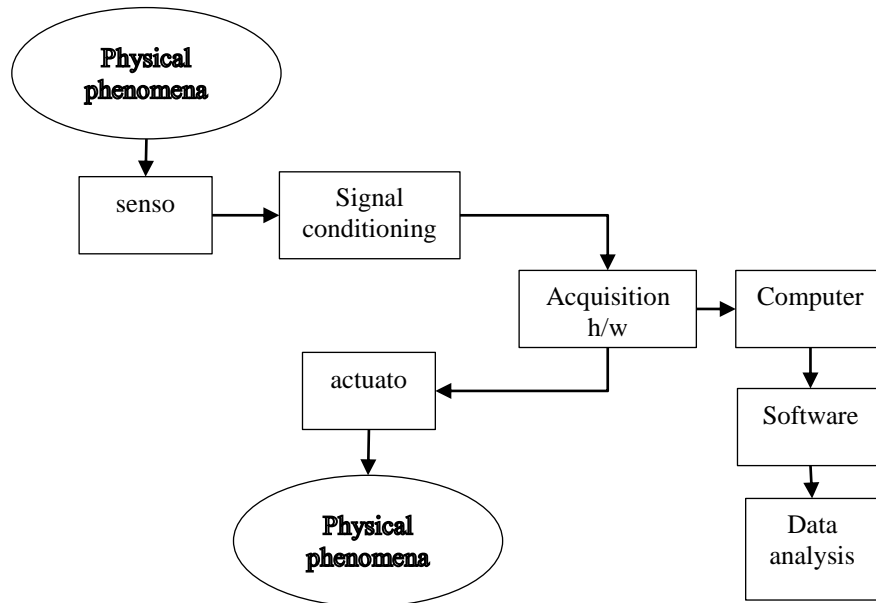 Physical
phenomena
senso
Signal
conditioning
Acquisition
h/w
Computer
actuato
Software
Physical
phenomena
Data
analysis